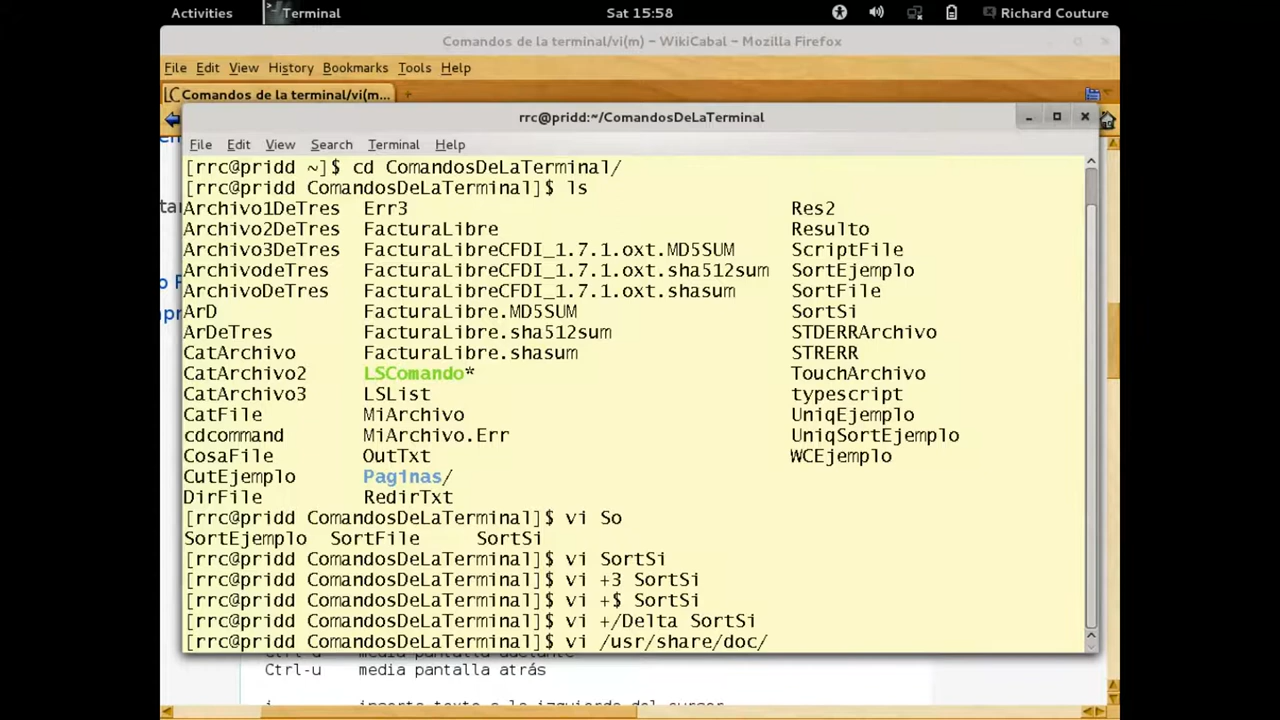 Activities Terminal Sat 15:58 Richard Couture
Comandos de la terminal/vi(m) – WikiCabal – Mozilla Firefox
File Edit View History Bookmarks Tools Help
Comandos de la terminal/vi(m...
rrc@pridd:~/ComandosDeLaTerminal
File Edit View Search Terminal Help
[rrc@pridd ~]$ cd ComandosDeLaTerminal/
[rrc@pridd ComandosDeLaTerminal]$ ls
Archivo1DeTres Err3 Res2
Archivo2DeTres FacturaLibre Resulto
Archivo3DeTres FacturaLibreCFDI_1.7.1.oxt.MD5SUM ScriptFile
ArchivodeTres FacturaLibreCFDI_1.7.1.oxt.sha512sum SortEjemplo
ArchivoDeTres FacturaLibreCFDI_1.7.1.oxt.shasum SortFile
ArD FacturaLibre.MD5SUM SortSi
ArDeTres FacturaLibre.sha512sum STDERRArchivo
CatArchivo FacturaLibre.shasum STRERR
CatArchivo2 LSComando* TouchArchivo
CatArchivo3 LSList typescript
CatFile MiArchivo UniqEjemplo
cdcommand MiArchivo.Err UniqSortEjemplo
CosaFile OutTxt WCEjemplo
CutEjemplo Paginas/
DirFile RedirTxt
[rrc@pridd ComandosDeLaTerminal]$ vi So
SortEjemplo SortFile SortSi
[rrc@pridd ComandosDeLaTerminal]$ vi SortSi
[rrc@pridd ComandosDeLaTerminal]$ vi +3 SortSi
[rrc@pridd ComandosDeLaTerminal]$ vi +$ SortSi
[rrc@pridd ComandosDeLaTerminal]$ vi +/Delta SortSi
[rrc@pridd ComandosDeLaTerminal]$ vi /usr/share/doc/
Ctrl-u media pantalla atrás